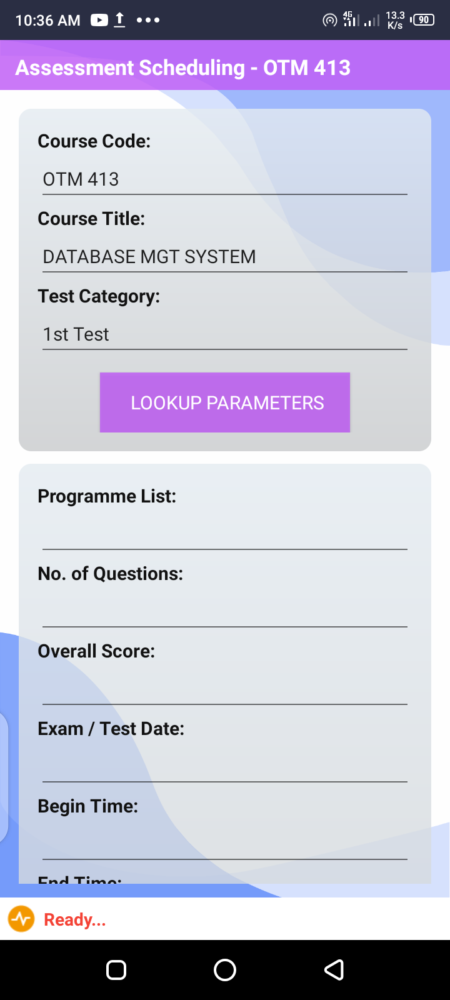 10:36 AM
4G
13.3
K/s
90
Assessment Scheduling - OTM 413
Course Code:
OTM 413
Course Title:
DATABASE MGT SYSTEM
Test Category:
1st Test
LOOKUP PARAMETERS
Programme List:
No. of Questions:
Overall Score:
Exam / Test Date:
Begin Time:
End Time:
Ready...